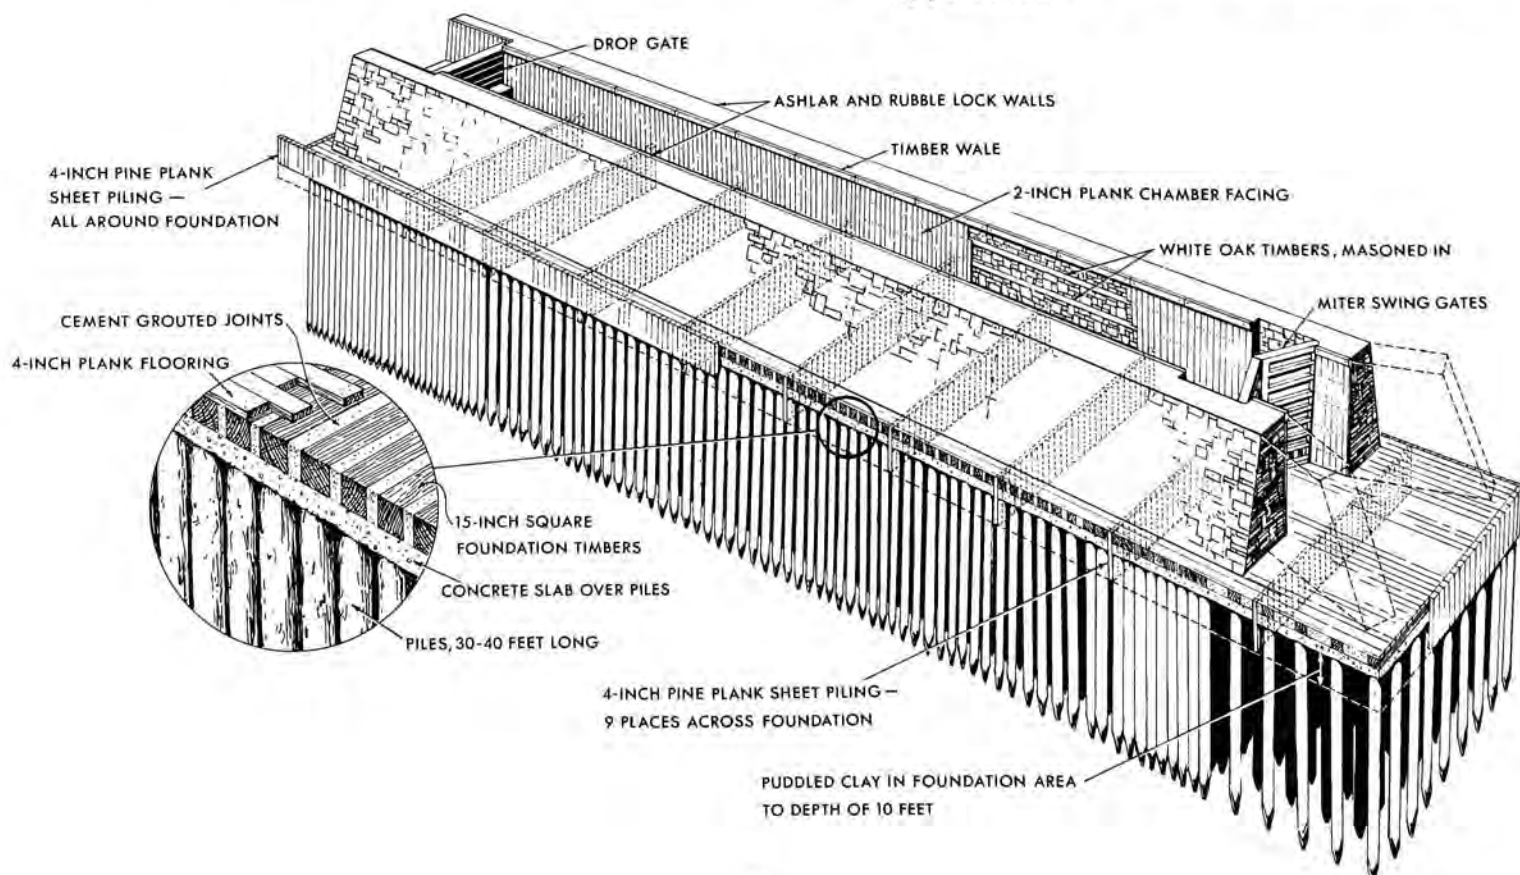 DROP GATE
ASHLAR AND RUBBLE LOCK WALLS
TIMBER WALE
2-INCH PLANK CHAMBER FACING
WHITE OAK TIMBERS, MASONED IN
MITER SWING GATES
4-INCH PINE PLANK
SHEET PILING —
ALL AROUND FOUNDATION
CEMENT GROUTED JOINTS
4-INCH PLANK FLOORING
15-INCH SQUARE
FOUNDATION TIMBERS
CONCRETE SLAB OVER PILES
PILES, 30-40 FEET LONG
4-INCH PINE PLANK SHEET PILING —
9 PLACES ACROSS FOUNDATION
PUDDLED CLAY IN FOUNDATION AREA
TO DEPTH OF 10 FEET